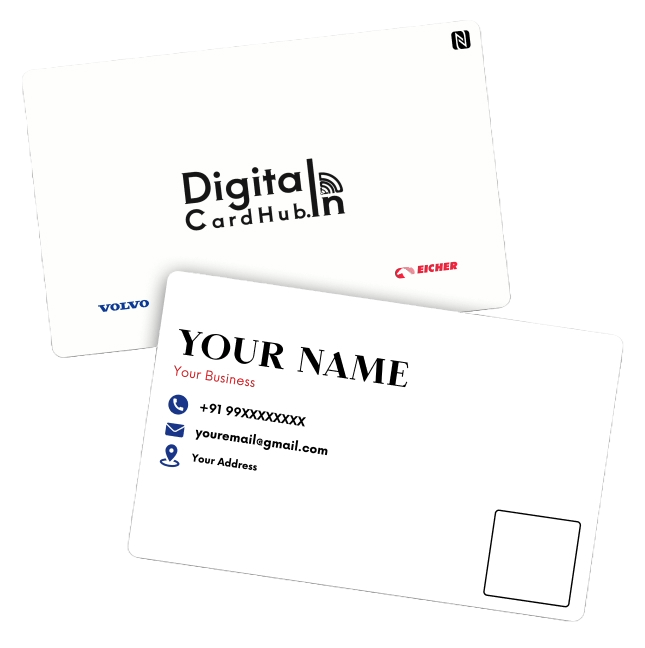 Digital
CardHub.In
VOLVO
EICHER
YOUR NAME
Your Business
+91 99XXXXXXXX
youremail@gmail.com
Your Address